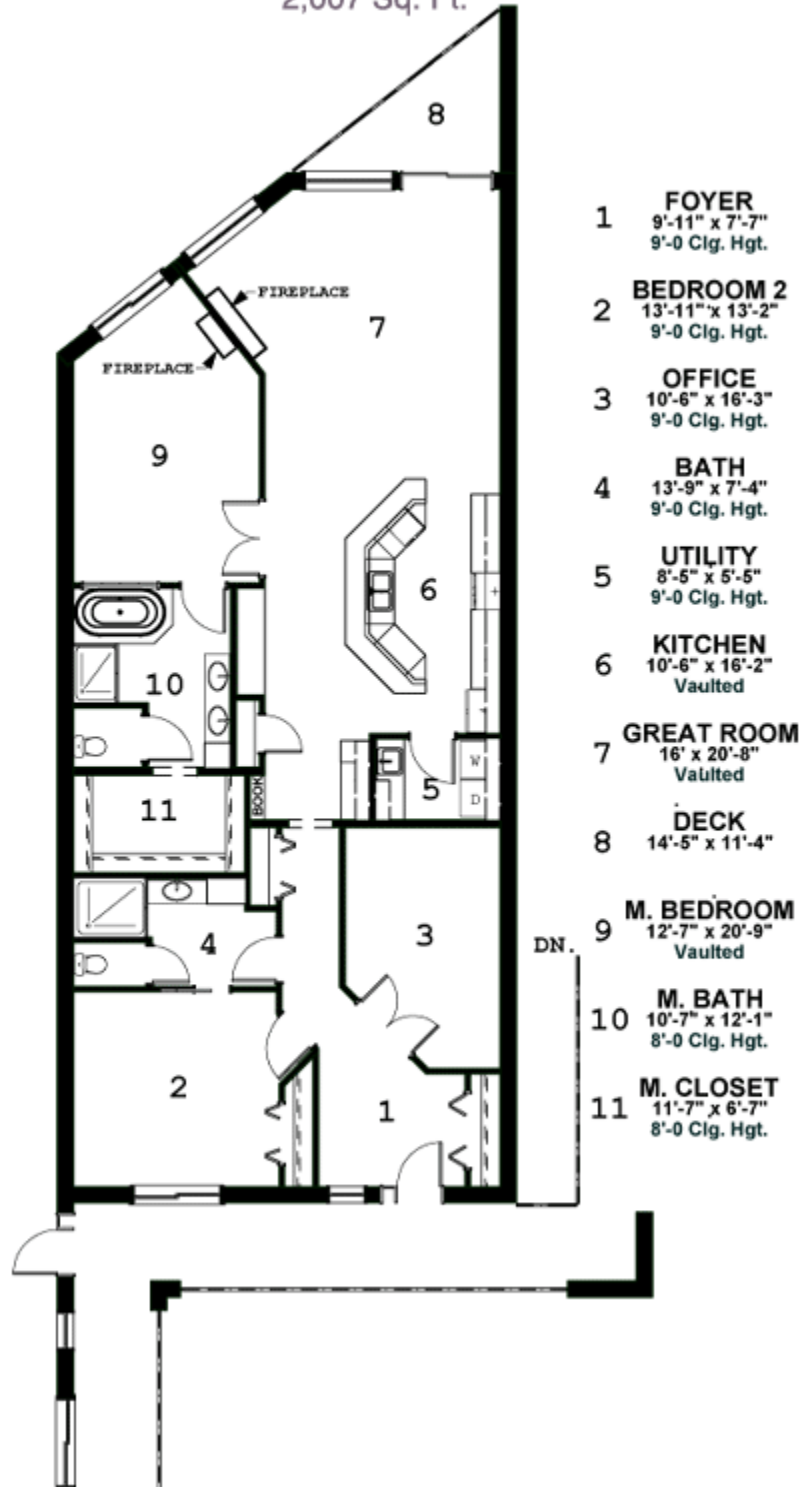 8
FIREPLACE
7
FIREPLACE
9
6
10
W
D
5
BOOK
11
4
3
DN.
2
1
1 FOYER
9'-11" x 7'-7"
9'-0 Clg. Hgt.
2 BEDROOM 2
13'-11" x 13'-2"
9'-0 Clg. Hgt.
3 OFFICE
10'-6" x 16'-3"
9'-0 Clg. Hgt.
4 BATH
13'-9" x 7'-4"
9'-0 Clg. Hgt.
5 UTILITY
8'-5" x 5'-5"
9'-0 Clg. Hgt.
6 KITCHEN
10'-6" x 16'-2"
Vaulted
7 GREAT ROOM
16' x 20'-8"
Vaulted
8 DECK
14'-5" x 11'-4"
9 M. BEDROOM
12'-7" x 20'-9"
Vaulted
10 M. BATH
10'-7" x 12'-1"
8'-0 Clg. Hgt.
11 M. CLOSET
11'-7" x 6'-7"
8'-0 Clg. Hgt.